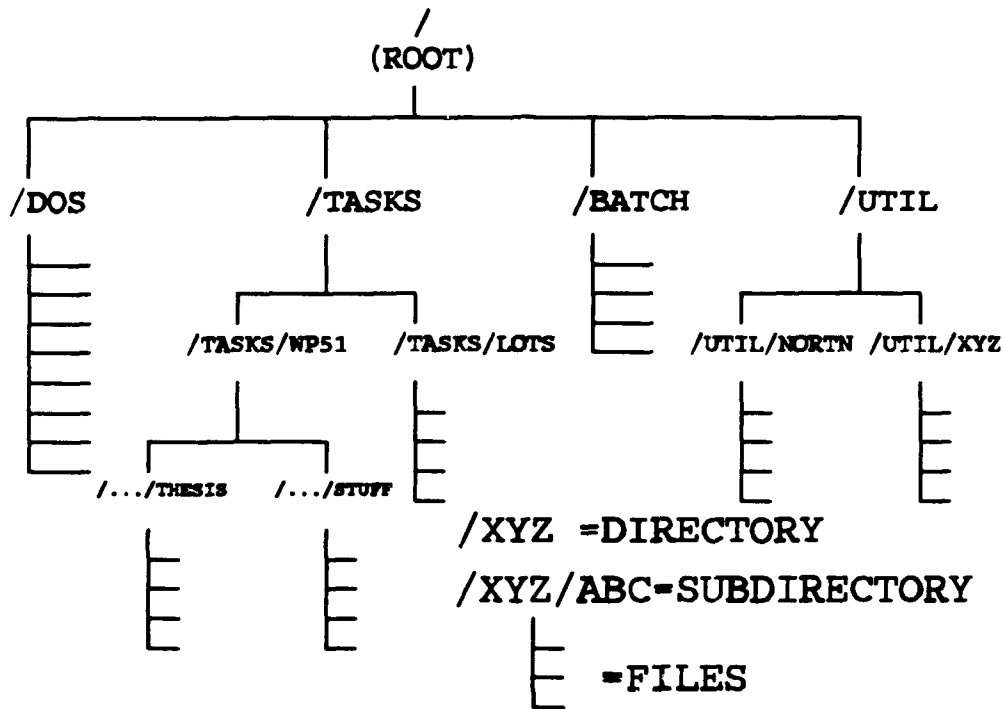 /
(ROOT)
/DOS /TASKS /BATCH /UTIL
/TASKS/WP51 /TASKS/LOTS /UTIL/NORTN /UTIL/XYZ
/.../THESIS /.../STUFF
/XYZ =DIRECTORY
/XYZ/ABC=SUBDIRECTORY
=FILES